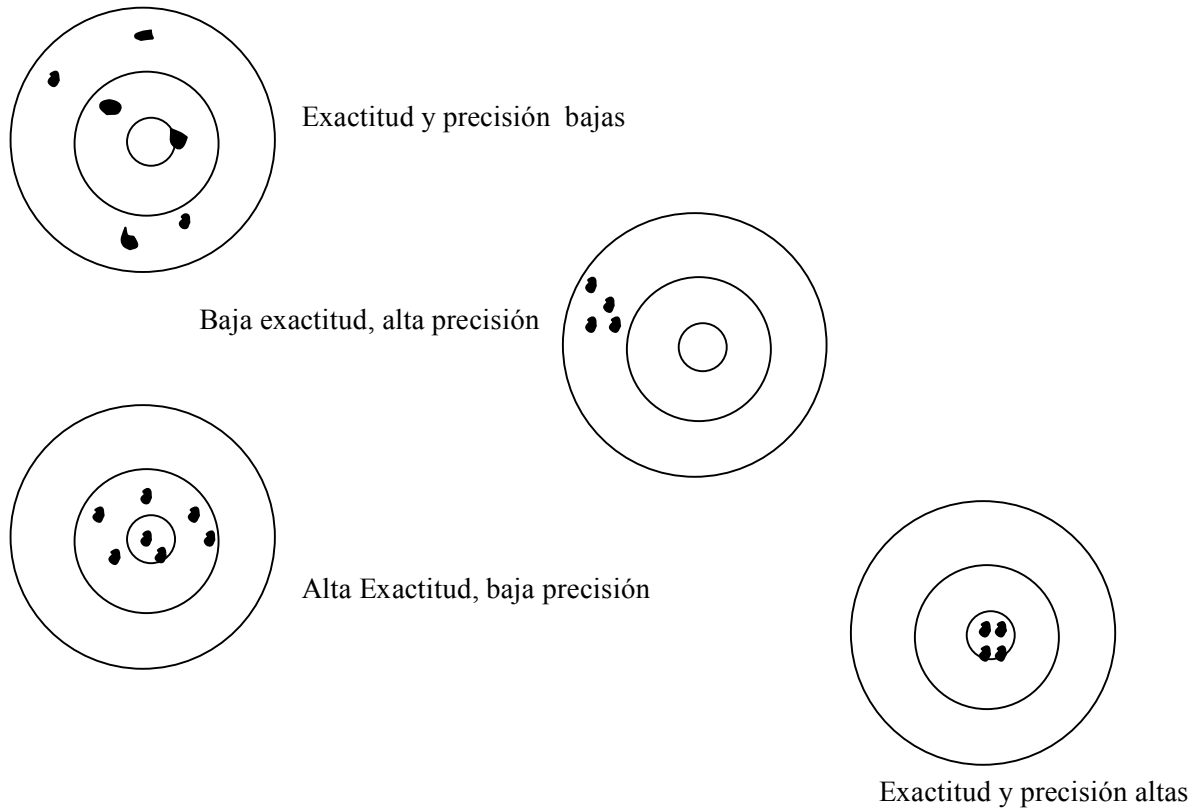 Exactitud y precisión bajas
Baja exactitud, alta precisión
Alta Exactitud, baja precisión
Exactitud y precisión altas